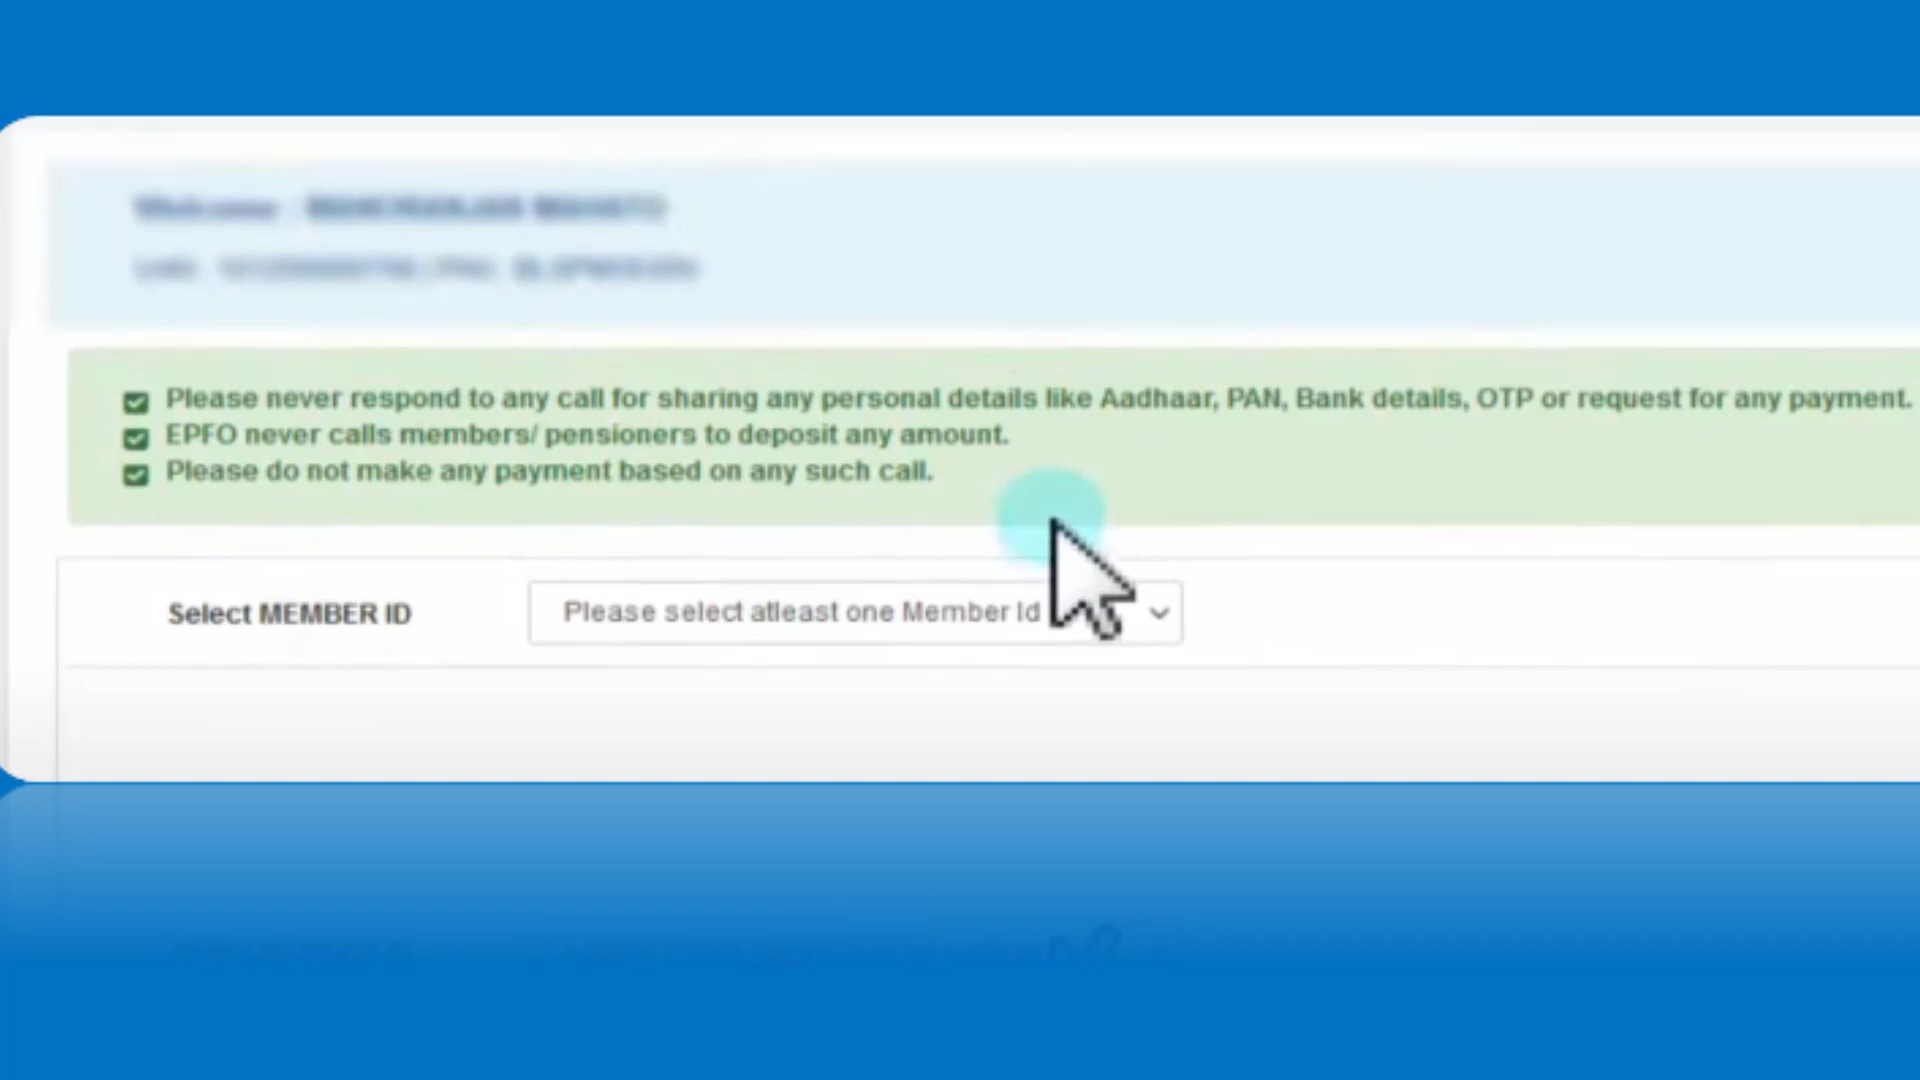 Please never respond to any call for sharing any personal details like Aadhaar, PAN, Bank details, OTP or request for any payment.
EPFO never calls members/ pensioners to deposit any amount.
Please do not make any payment based on any such call.
Select MEMBER ID
Please select atleast one Member Id